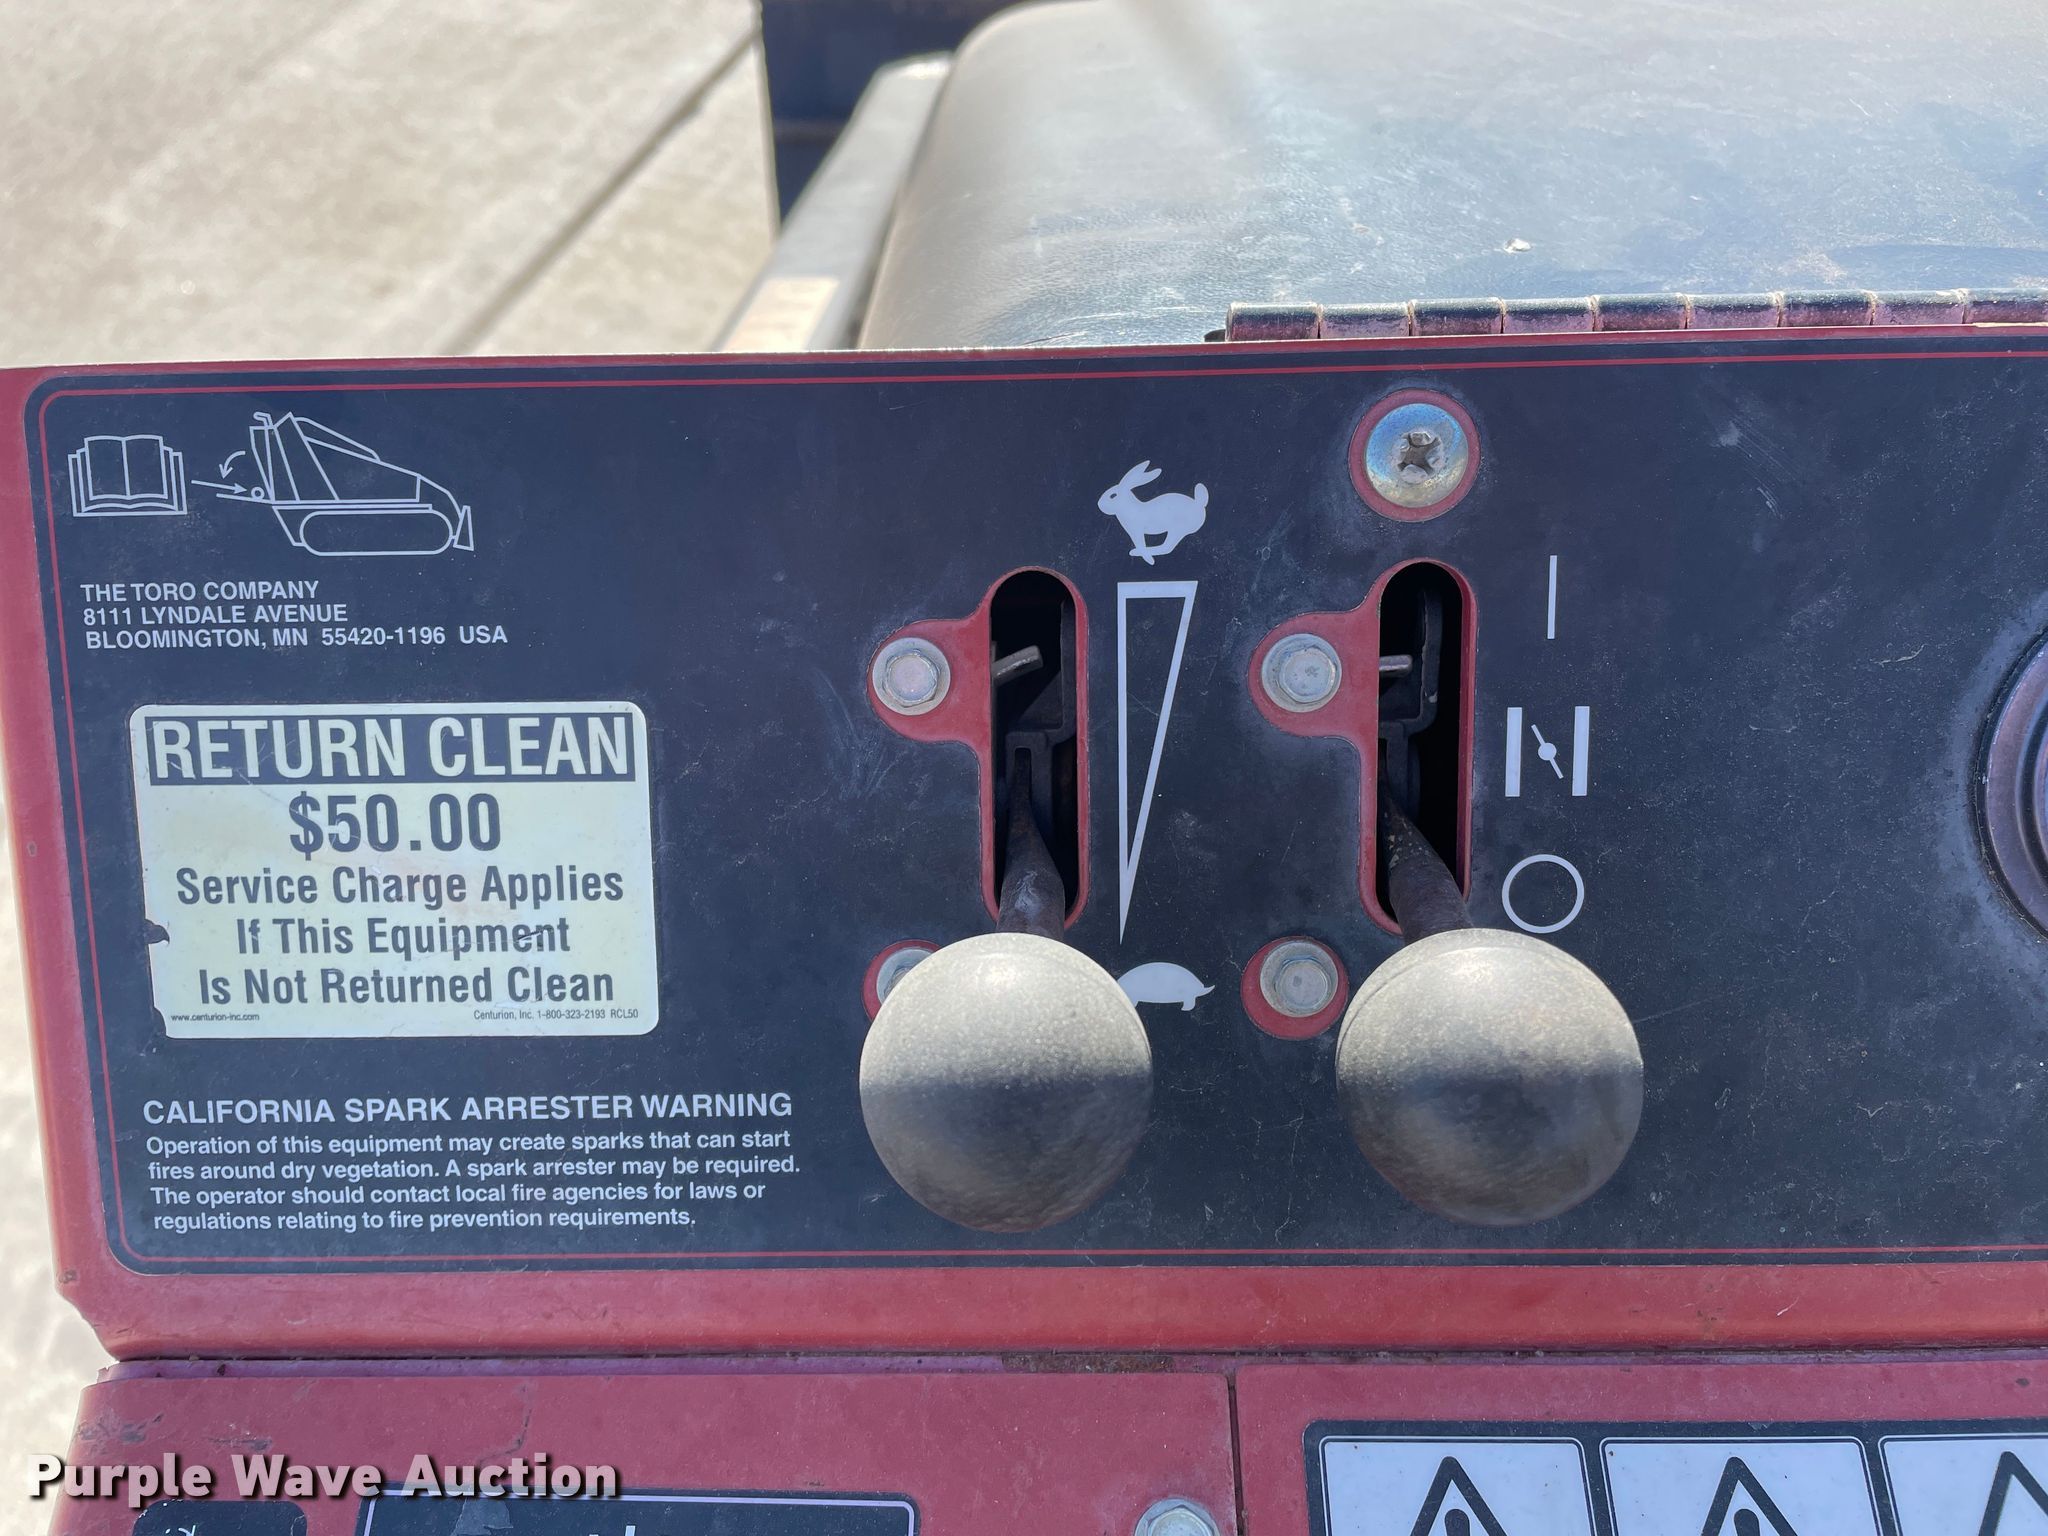 THE TORO COMPANY
8111 LYNDALE AVENUE
BLOOMINGTON, MN 55420-1196 USA
RETURN CLEAN
$50.00
Service Charge Applies
If This Equipment
Is Not Returned Clean
www.centurion-inc.com Centurion, Inc. 1-800-323-2193 RCL50
CALIFORNIA SPARK ARRESTER WARNING
Operation of this equipment may create sparks that can start
fires around dry vegetation. A spark arrester may be required.
The operator should contact local fire agencies for laws or
regulations relating to fire prevention requirements.
Purple Wave Auction